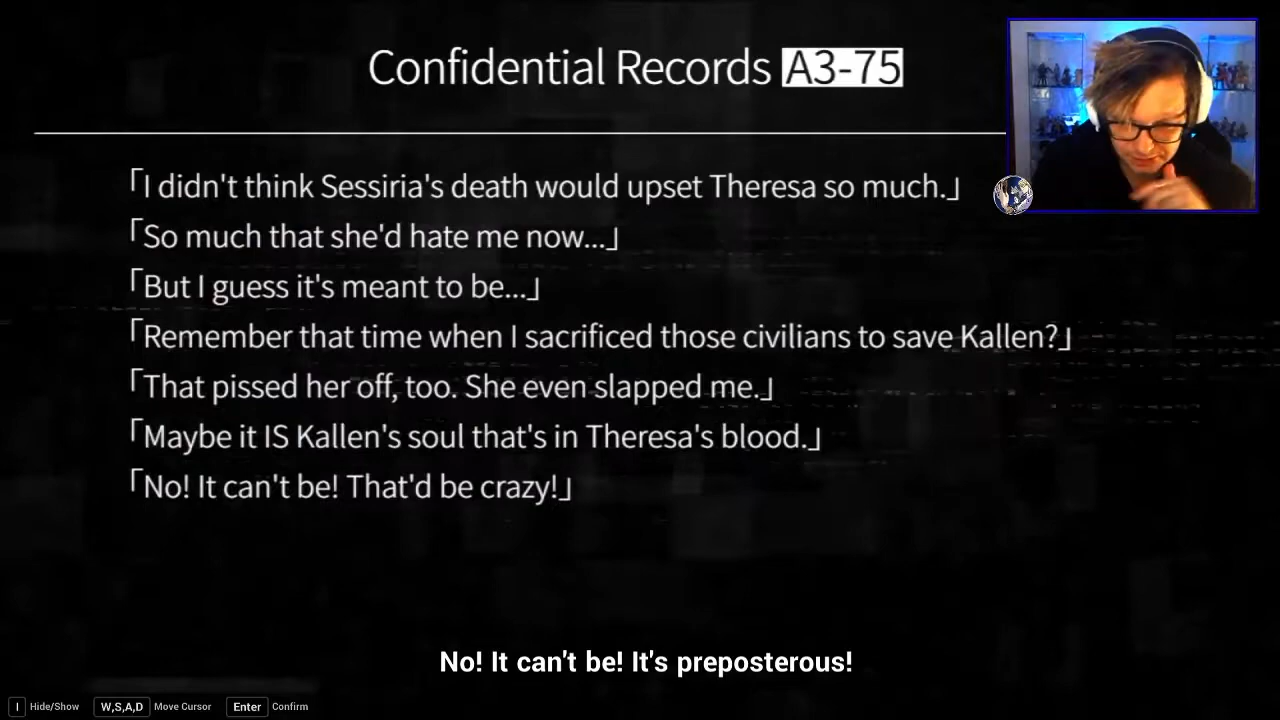 Confidential Records A3-75
「I didn't think Sessiria's death would upset Theresa so much.」
「So much that she'd hate me now...」
「But I guess it's meant to be...」
「Remember that time when I sacrificed those civilians to save Kallen?」
「That pissed her off, too. She even slapped me.」
「Maybe it IS Kallen's soul that's in Theresa's blood.」
「No! It can't be! That'd be crazy!」
No! It can't be! It's preposterous!
I Hide/Show W,S,A,D Move Cursor Enter Confirm